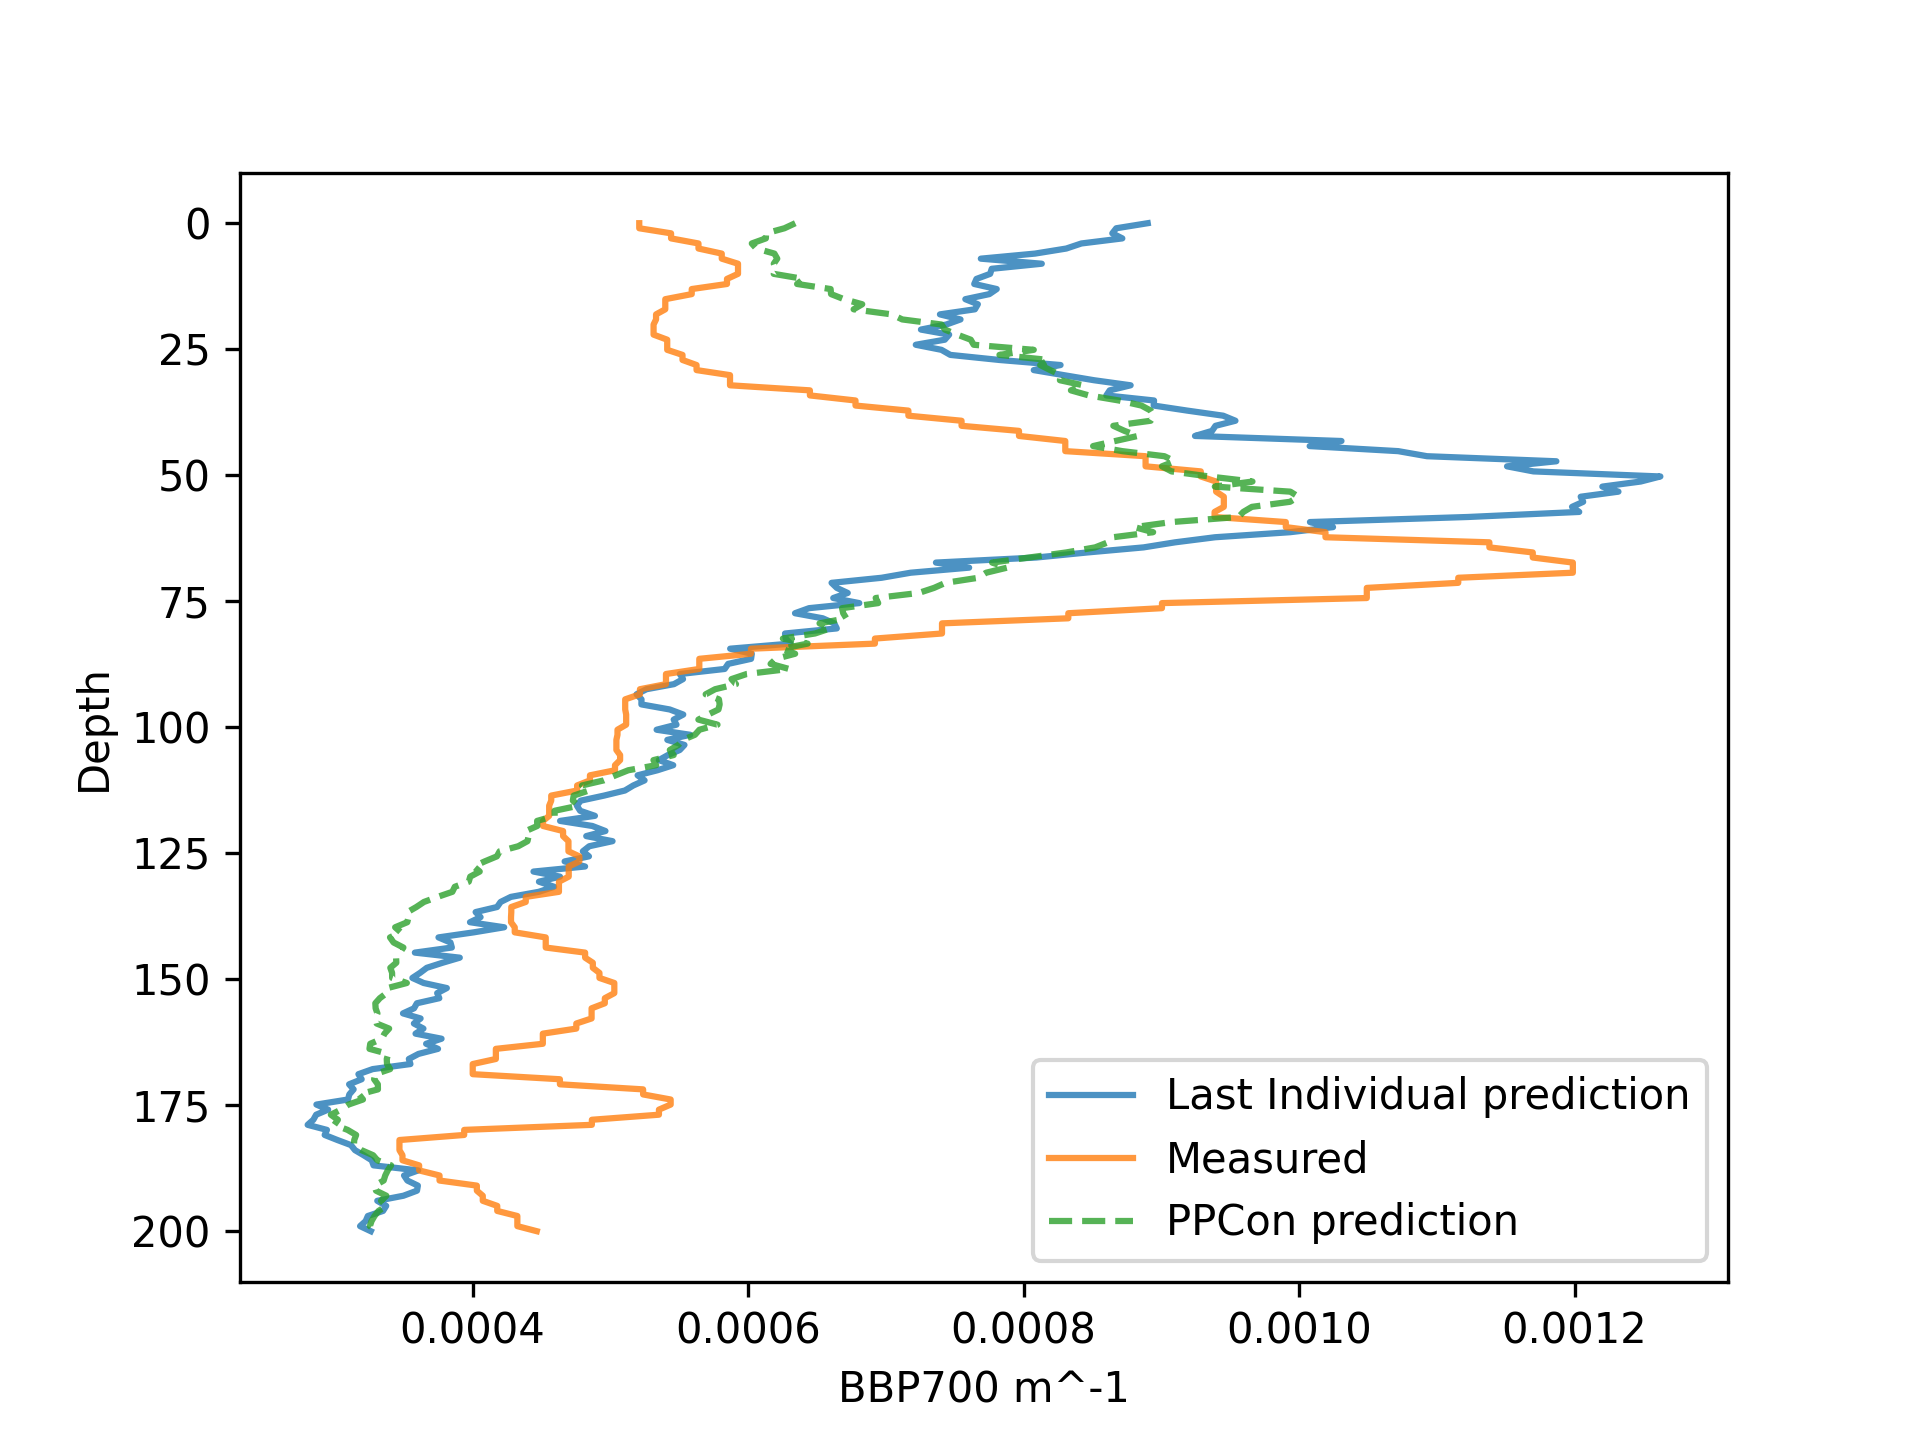 0
25
50
75
100
125
150
175
200
Depth
0.0004 0.0006 0.0008 0.0010 0.0012
BBP700 m^-1
Last Individual prediction
Measured
PPCon prediction